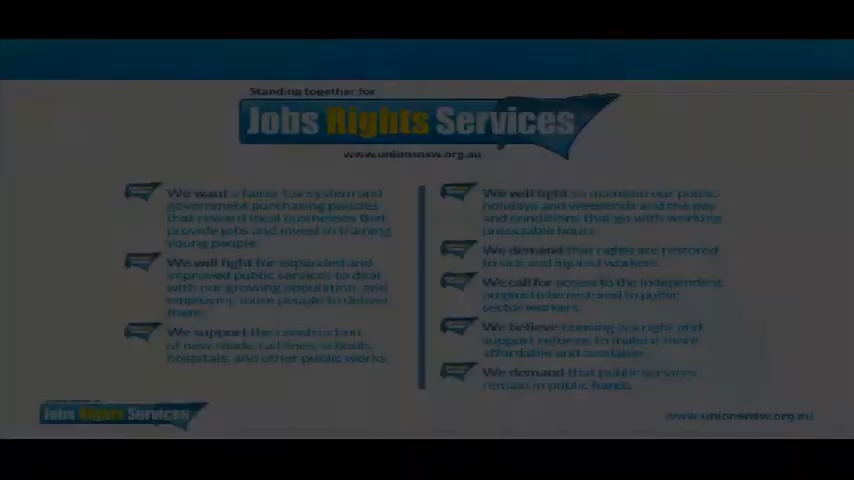 Standing together for
Jobs Rights Services
www.unionsnsw.org.au
We want a fairer tax system and
government purchasing policies
that reward local businesses that
provide jobs and invest in training
young people.
We will fight for expanded and
improved public services to deal
with our growing population, and
employing more people to deliver
them.
We support the construction
of new roads, rail lines, schools,
hospitals, and other public works.
We will fight to maintain our public
holidays and weekends and the pay
and conditions that go with working
unsociable hours.
We demand that rights are restored
to sick and injured workers.
We call for access to the independent
umpire to be restored to public
sector workers.
We believe housing is a right and
support reforms to make it more
affordable and available.
We demand that public services
remain in public hands.
Jobs Rights Services
www.unionsnsw.org.au